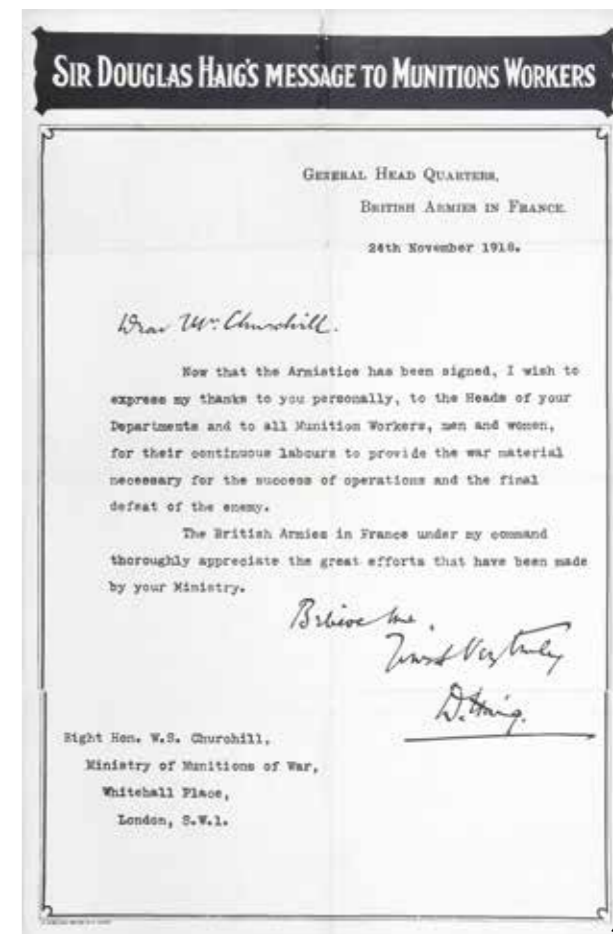 SIR DOUGLAS HAIG'S MESSAGE TO MUNITIONS WORKERS
GENERAL HEAD QUARTERS,
BRITISH ARMIES IN FRANCE.
24th November 1918.
Dear Mr. Churchill.
Now that the Armistice has been signed, I wish to
express my thanks to you personally, to the Heads of your
Departments and to all Munition Workers, men and women,
for their continuous labours to provide the war material
necessary for the success of operations and the final
defeat of the enemy.
The British Armies in France under my command
thoroughly appreciate the great efforts that have been made
by your Ministry.
Believe me,
Yours Very truly
D. Haig.
Right Hon. W.S. Churchill,
Ministry of Munitions of War,
Whitehall Place,
London, S.W.1.